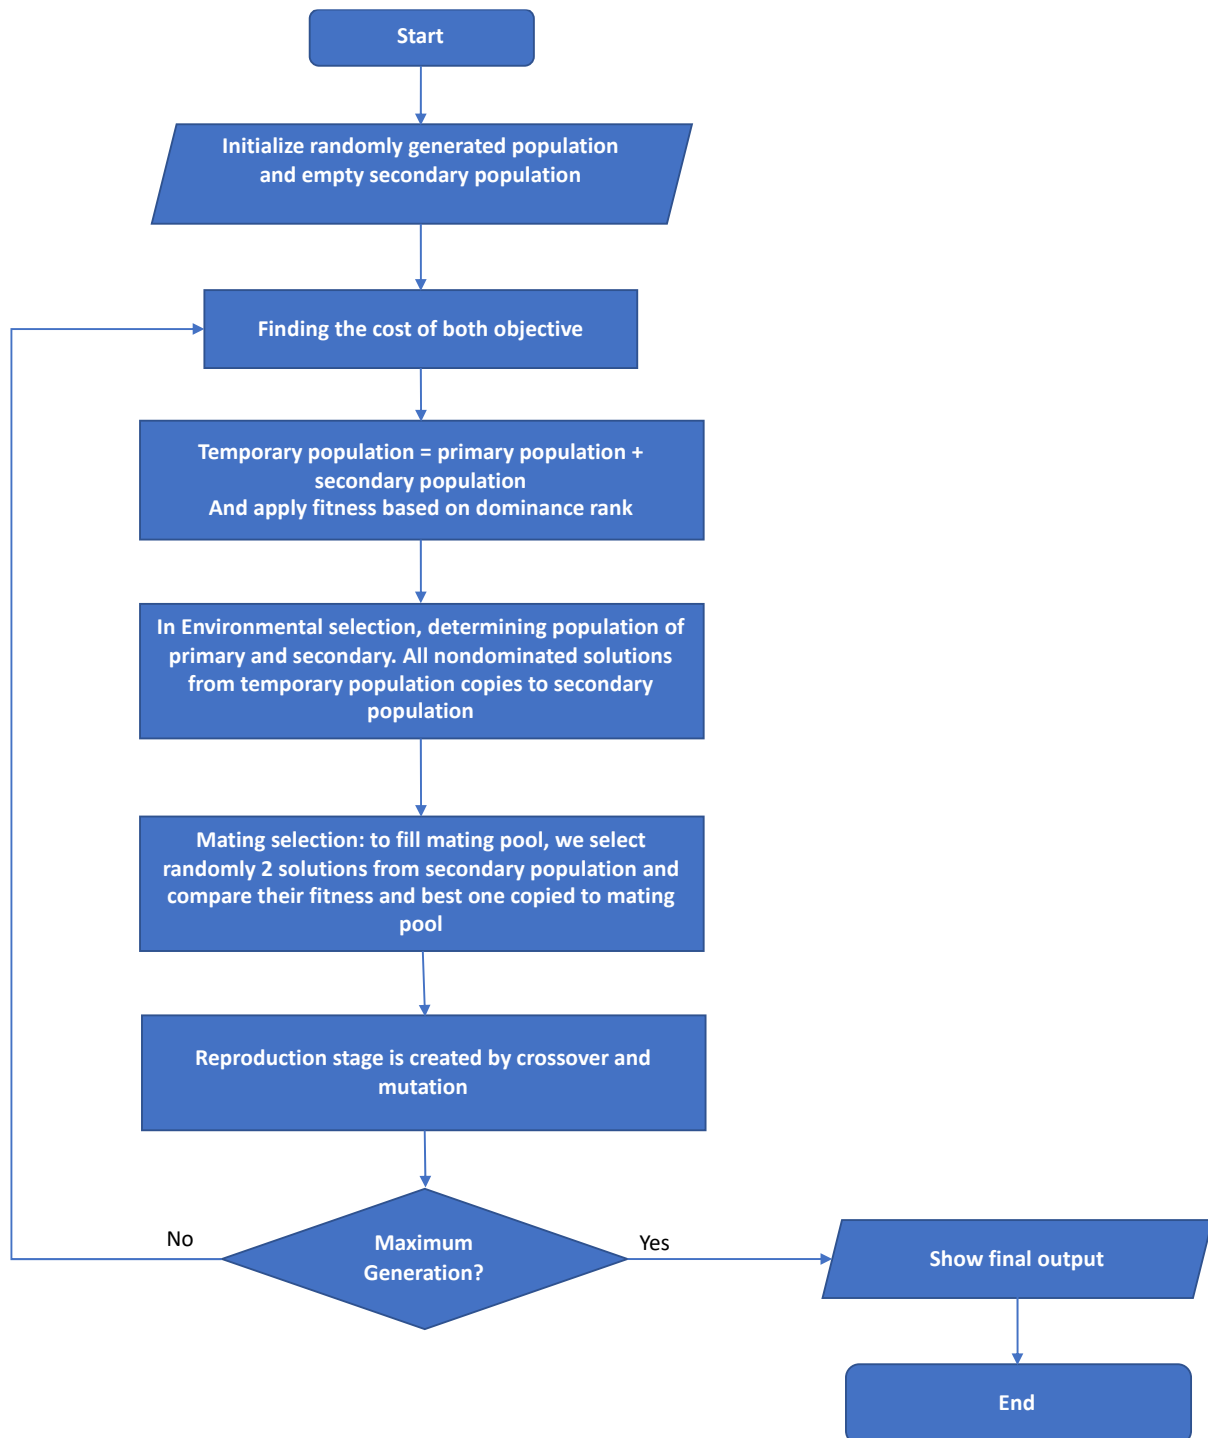 Start
Initialize randomly generated population
and empty secondary population
Finding the cost of both objective
Temporary population = primary population +
secondary population
And apply fitness based on dominance rank
In Environmental selection, determining population of
primary and secondary. All nondominated solutions
from temporary population copies to secondary
population
Mating selection: to fill mating pool, we select
randomly 2 solutions from secondary population and
compare their fitness and best one copied to mating
pool
Reproduction stage is created by crossover and
mutation
No
Maximum
Generation?
Yes
Show final output
End